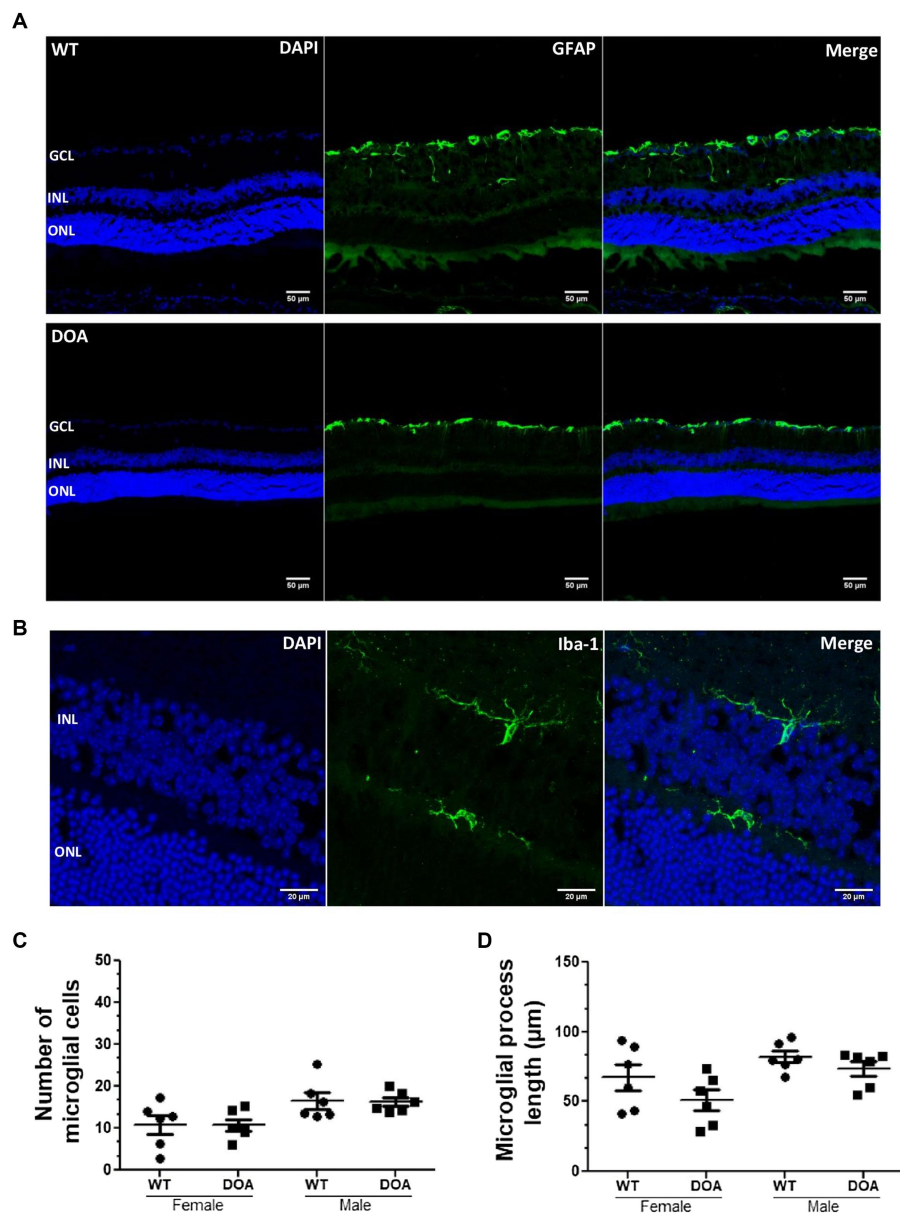 A
WT DAPI GFAP Merge
GCL
INL
ONL
50 µm 50 µm 50 µm
DOA
GCL
INL
ONL
50 µm 50 µm 50 µm
B
DAPI Iba-1 Merge
INL
ONL
20 µm 20 µm 20 µm
C
Number of
microglial cells
50
40
30
20
10
0
WT DOA WT DOA
Female Male
D
Microglial process
length (µm)
150
100
50
0
WT DOA WT DOA
Female Male